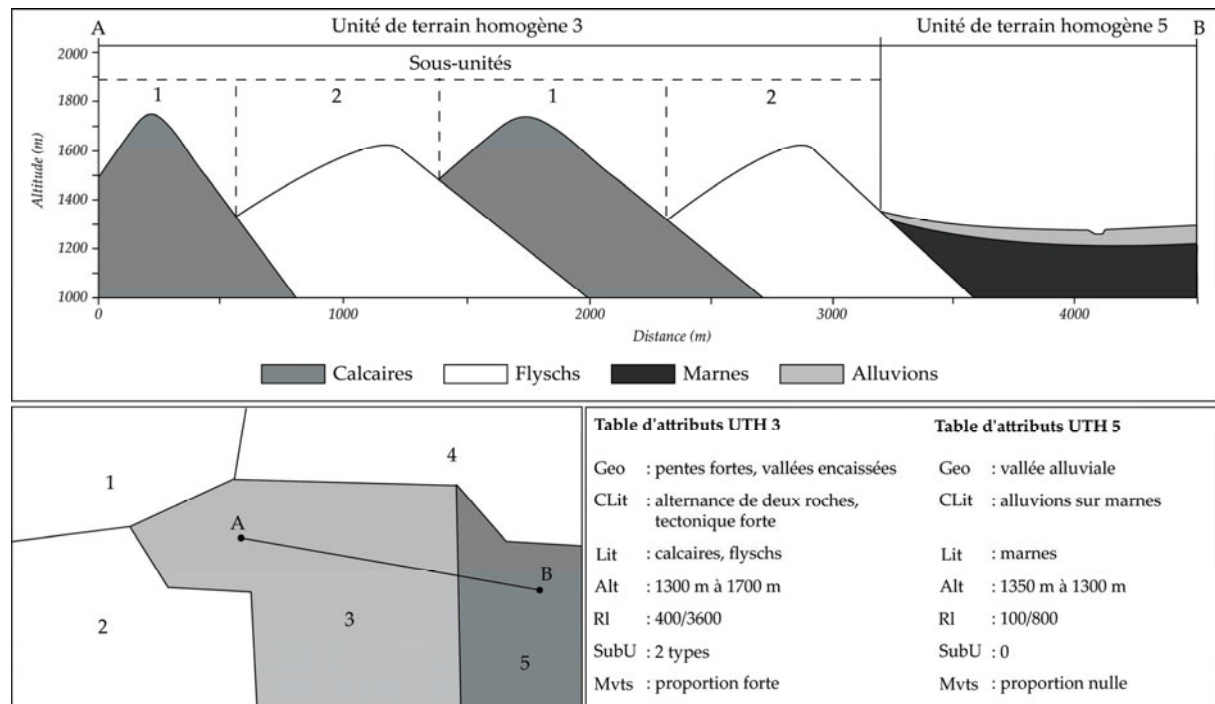 A Unité de terrain homogène 3 Unité de terrain homogène 5 B
Sous-unités
1 2 1 2
Altitude (m)
2000
1800
1600
1400
1200
1000
0 1000 2000 3000 4000
Distance (m)
Calcaires Flyschs Marnes Alluvions
1
4
A
B
2
3
5
Table d'attributs UTH 3
Geo : pentes fortes, vallées encaissées
CLit : alternance de deux roches,
tectonique forte
Lit : calcaires, flyschs
Alt : 1300 m à 1700 m
Rl : 400/3600
SubU : 2 types
Mvts : proportion forte
Table d'attributs UTH 5
Geo : vallée alluviale
CLit : alluvions sur marnes
Lit : marnes
Alt : 1350 m à 1300 m
Rl : 100/800
SubU : 0
Mvts : proportion nulle